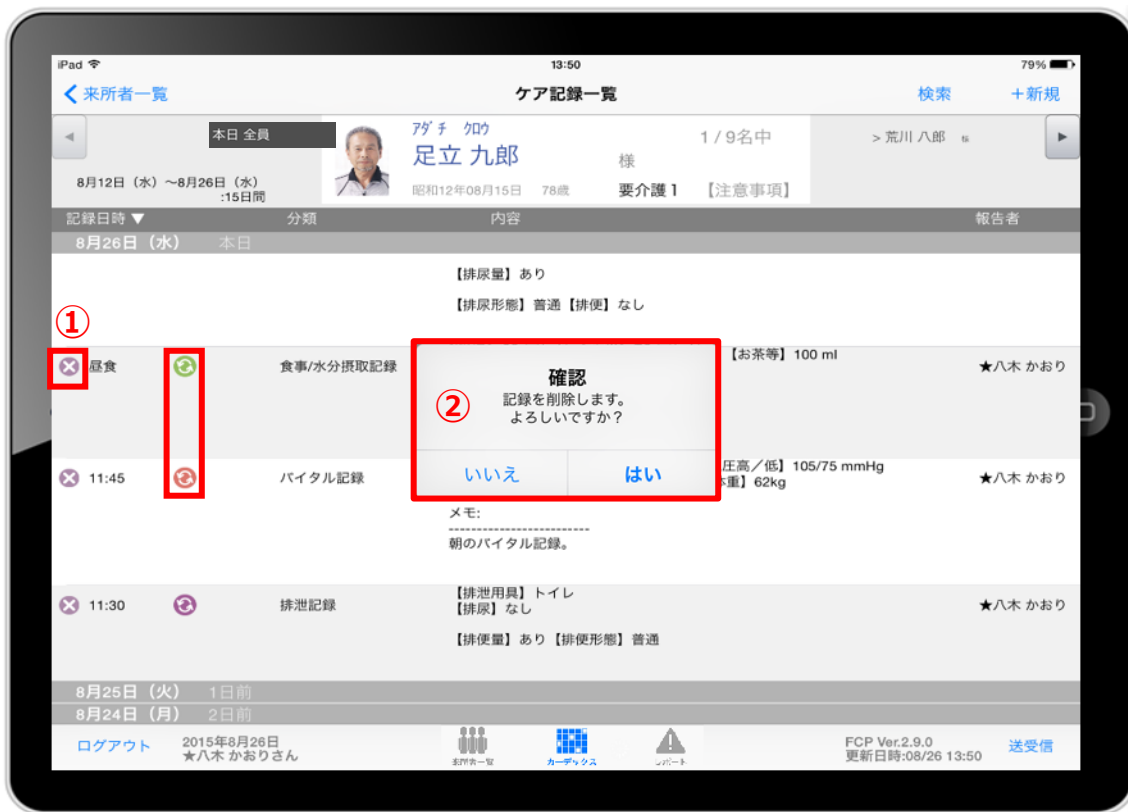 iPad 13:50 79%
来所者一覧 ケア記録一覧 検索 +新規
本日 全員 アダチ クロウ 1 / 9名中 > 荒川 八郎 様
足立 九郎 様
8月12日（水）～8月26日（水） 昭和12年08月15日 78歳 要介護 1 【注意事項】
:15日間
記録日時 ▼ 分類 内容 報告者
8月26日（水） 本日
【排尿量】あり
【排尿形態】普通【排便】なし
①
昼食 食事/水分摂取記録 【お茶等】100 ml ★八木 かおり
確認
② 記録を削除します。
よろしいですか？
いいえ はい
圧高／低】105/75 mmHg
11:45 バイタル記録 重】62kg ★八木 かおり
メモ:
-------------------------
朝のバイタル記録。
【排泄用具】トイレ
11:30 排泄記録 【排尿】なし ★八木 かおり
【排便量】あり【排便形態】普通
8月25日（火） 1日前
8月24日（月） 2日前
ログアウト 2015年8月26日 FCP Ver.2.9.0 送受信
★八木 かおりさん 更新日時:08/26 13:50
来所者一覧 カーデックス レポート